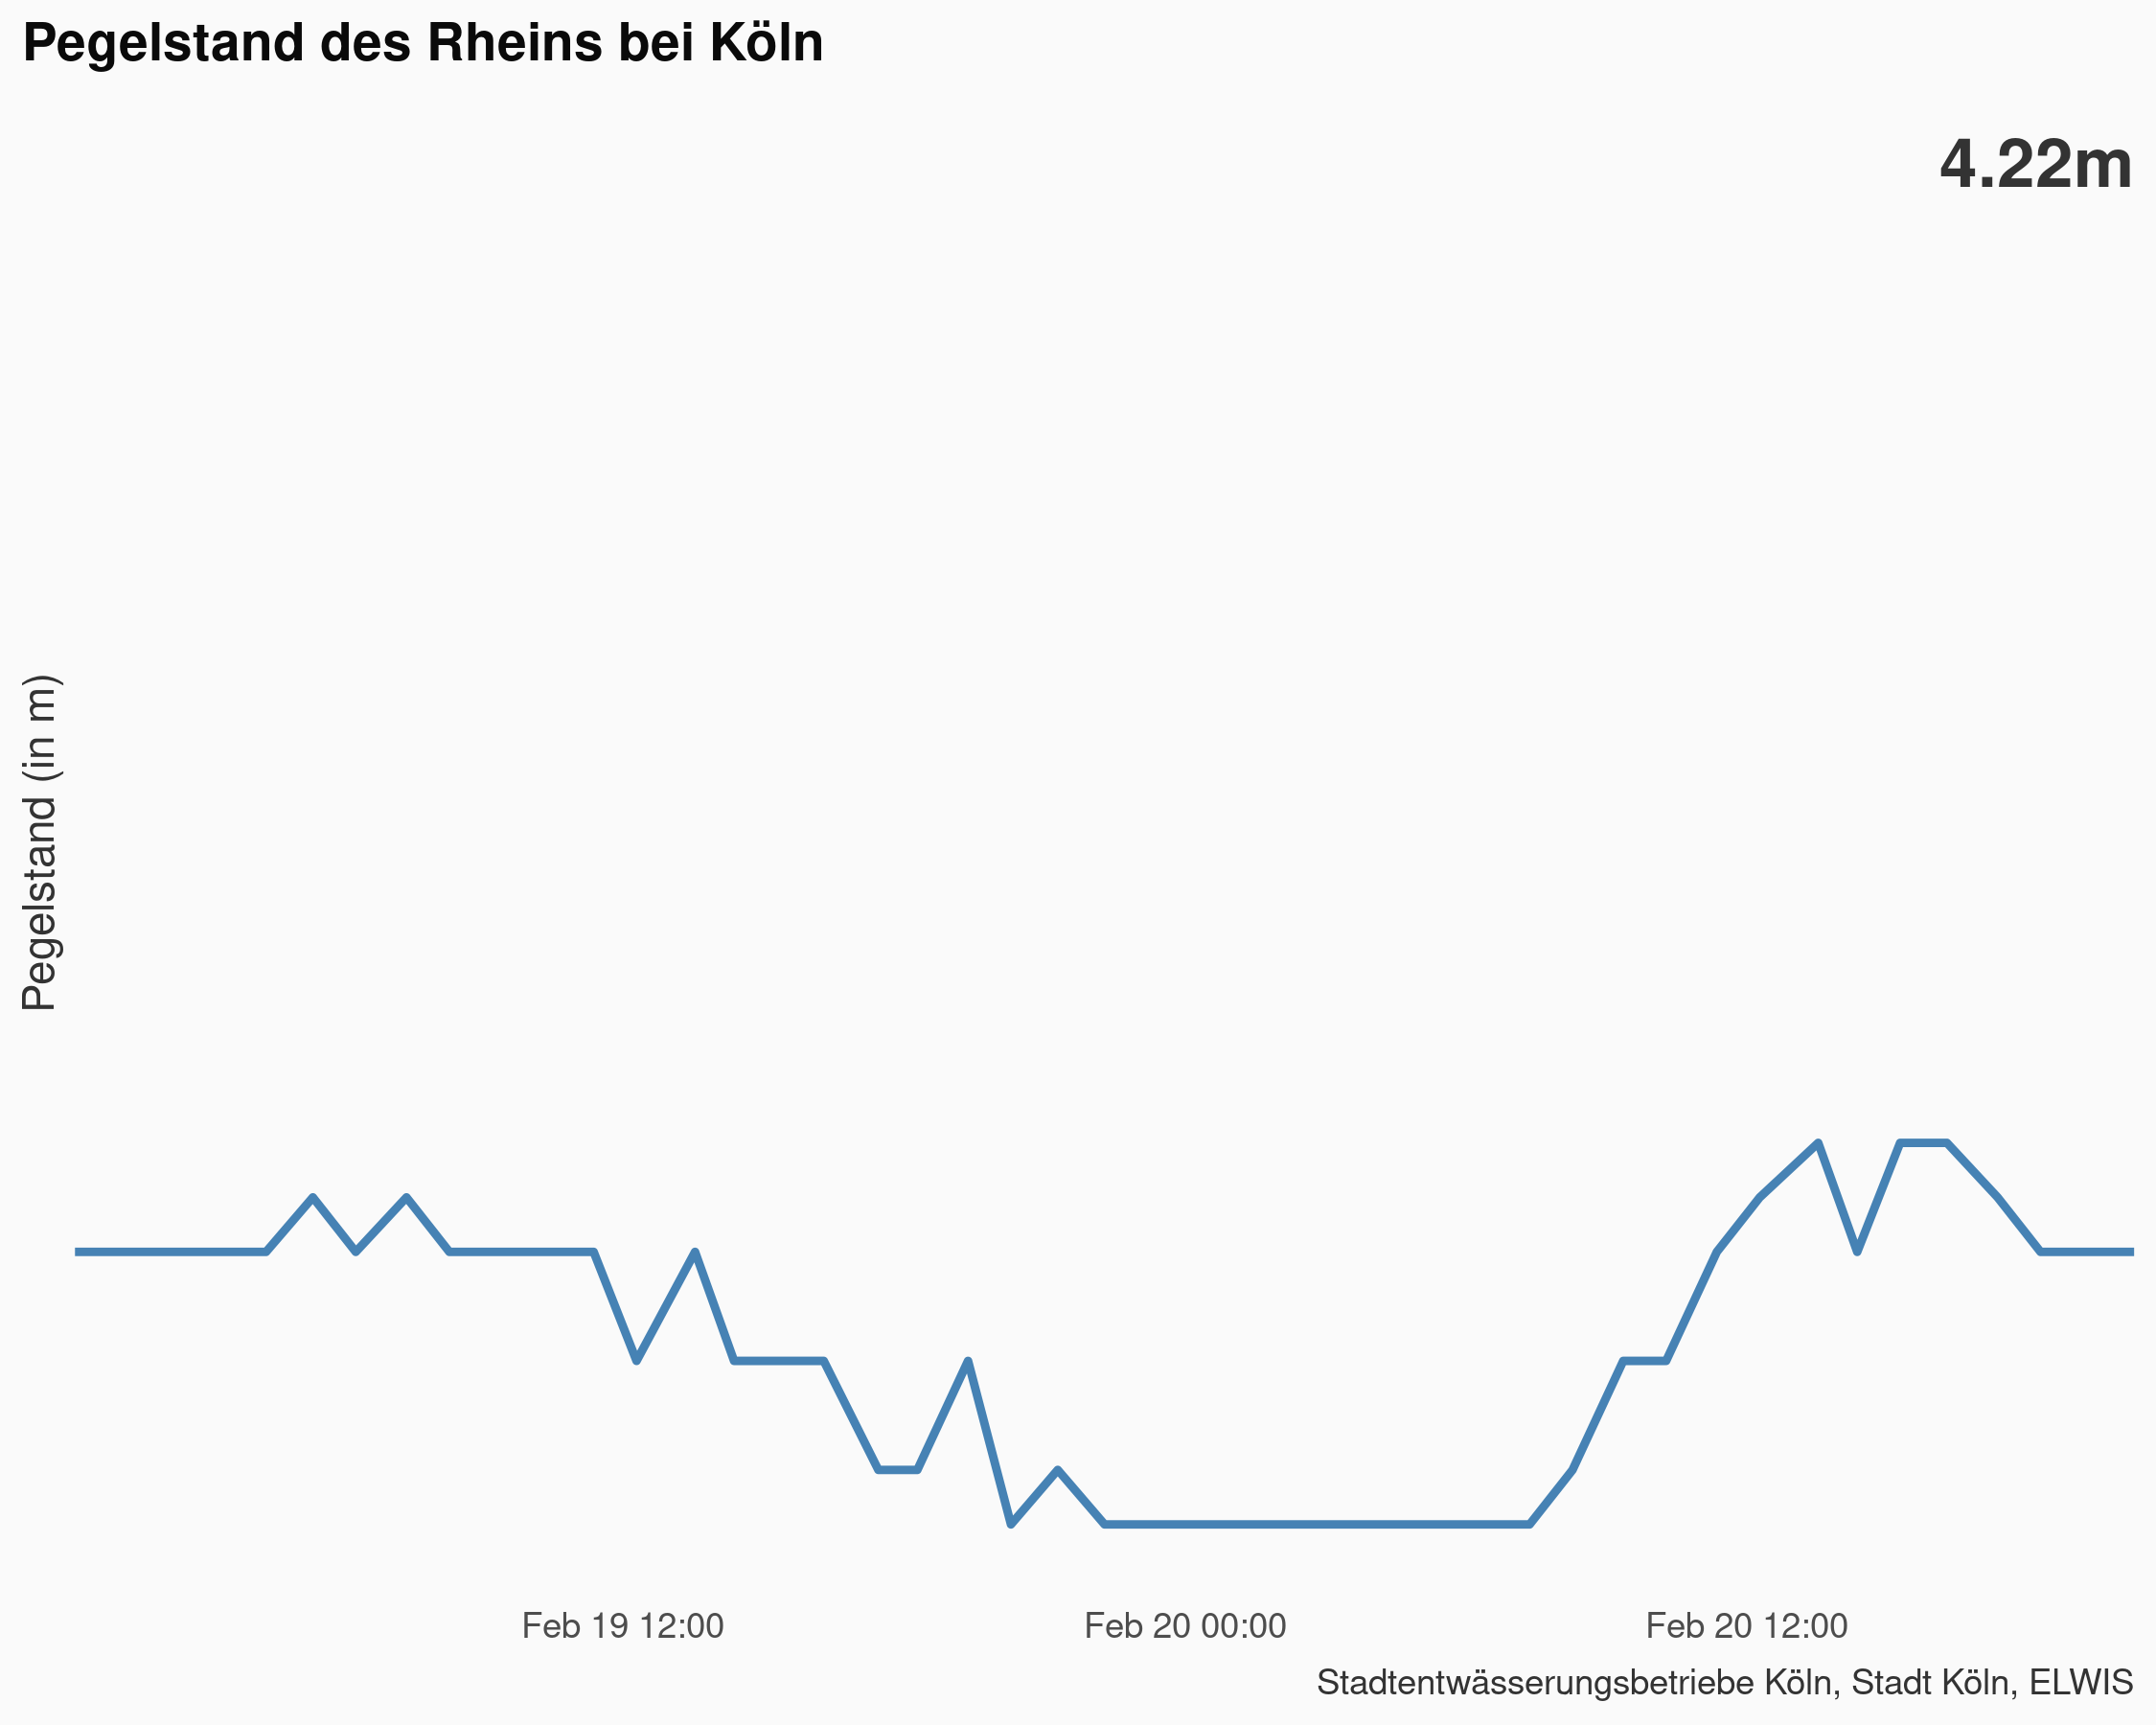 Pegelstand des Rheins bei Köln
4.22m
Pegelstand (in m)
Feb 19 12:00
Feb 20 00:00
Feb 20 12:00
Stadtentwässerungsbetriebe Köln, Stadt Köln, ELWIS